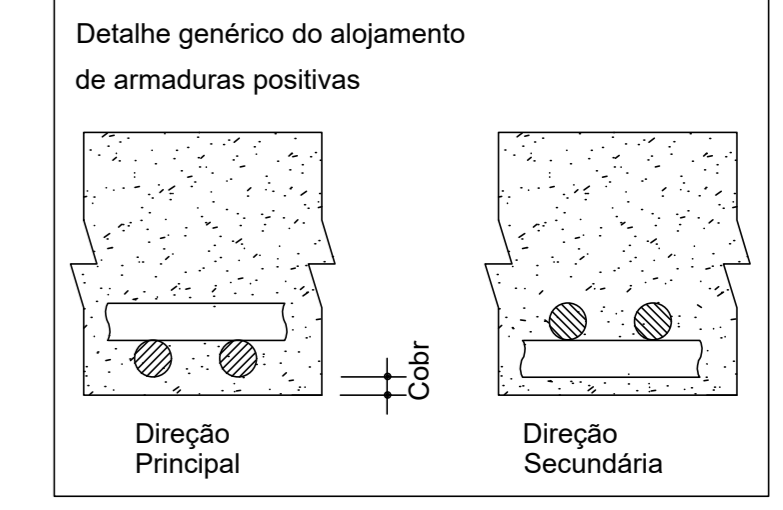 Detalhe genérico do alojamento
de armaduras positivas
Cobr
Direção
Principal
Direção
Secundária